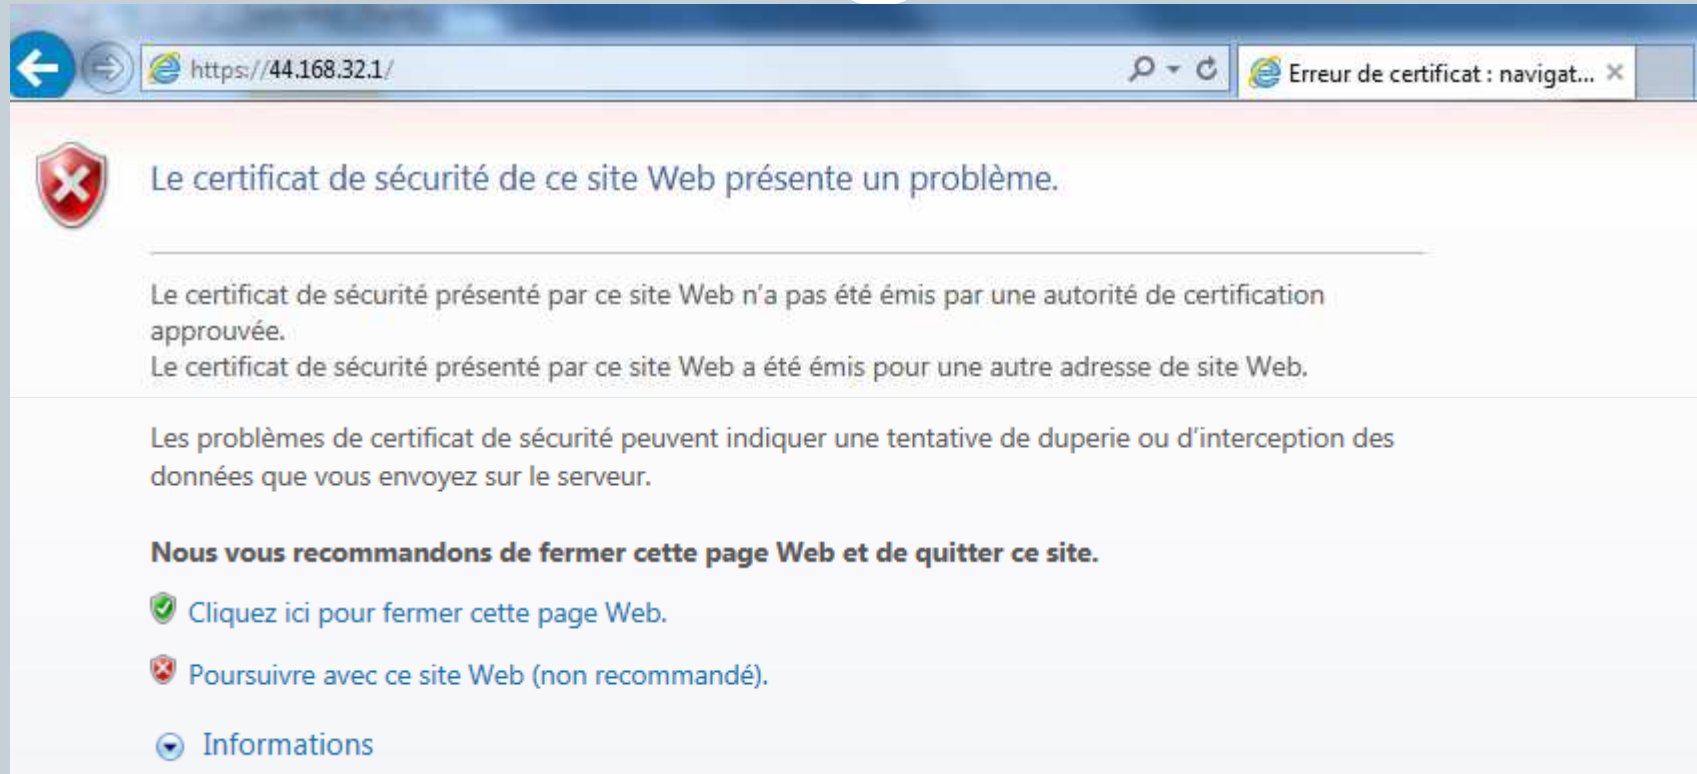 https://44.168.32.1/
Erreur de certificat : navigat...
Le certificat de sécurité de ce site Web présente un problème.
Le certificat de sécurité présenté par ce site Web n'a pas été émis par une autorité de certification
approuvée.
Le certificat de sécurité présenté par ce site Web a été émis pour une autre adresse de site Web.
Les problèmes de certificat de sécurité peuvent indiquer une tentative de duperie ou d'interception des
données que vous envoyez sur le serveur.
Nous vous recommandons de fermer cette page Web et de quitter ce site.
Cliquez ici pour fermer cette page Web.
Poursuivre avec ce site Web (non recommandé).
Informations